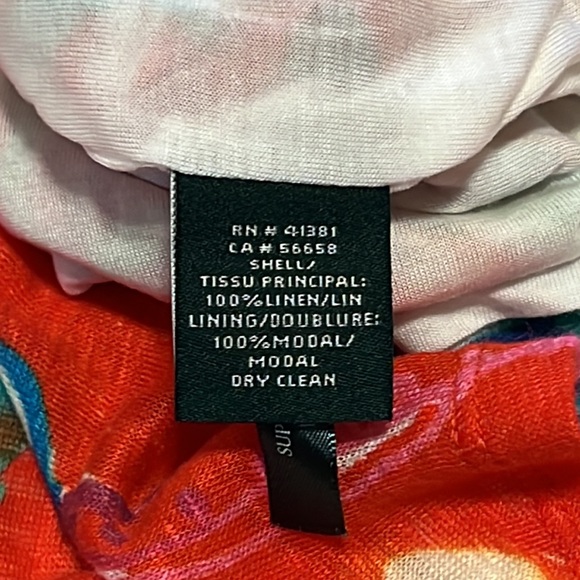 RN # 41381
CA # 56658
SHELL/
TISSU PRINCIPAL:
100%LINEN/LIN
LINING/DOUBLURE:
100%MODAL/
MODAL
DRY CLEAN